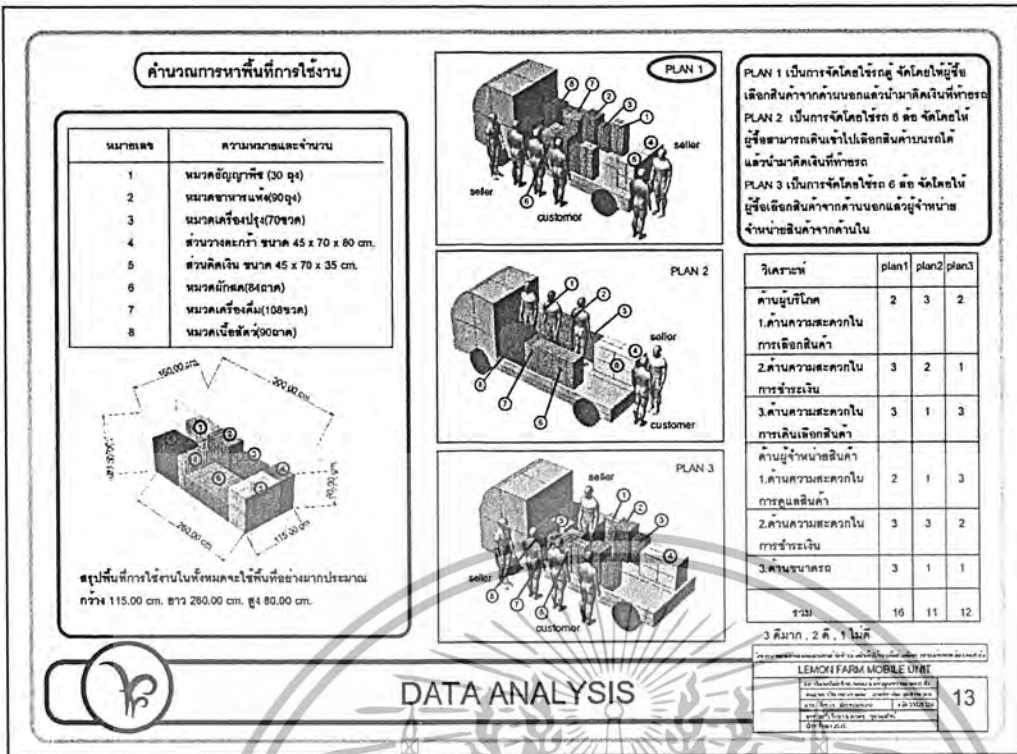 คำนวณการหาพื้นที่การใช้งาน
หมายเลข ความหมายและจำนวน
1 หมวดธัญญาพืช (30 ถุง)
2 หมวดอาหารแห้ง(90ถุง)
3 หมวดเครื่องปรุง(70ขวด)
4 ส่วนวางตะกร้า ขนาด 45 x 70 x 80 cm.
5 ส่วนคิดเงิน ขนาด 45 x 70 x 35 cm.
6 หมวดผักสด(84ถาด)
7 หมวดเครื่องดื่ม(108ขวด)
8 หมวดเนื้อสัตว์(90ถาด)
200.00 cm.
260.00 cm.
115.00 cm.
สรุปพื้นที่การใช้งานในทั้งหมดจะใช้พื้นที่อย่างมากประมาณ
กว้าง 115.00 cm. ยาว 260.00 cm. สูง 80.00 cm.
PLAN 1
8 7 2 3 1
seller
4
5
seller
6
customer
PLAN 2
1 2 3
4 seller
5
8
7
6
customer
PLAN 3
seller
1 2
3
4
seller
8 7 6
customer
PLAN 1 เป็นการจัดโดยใช้รถตู้ จัดโดยให้ผู้ซื้อ
เลือกสินค้าจากด้านนอกแล้วนำมาคิดเงินที่ท้ายรถ
PLAN 2 เป็นการจัดโดยใช้รถ 6 ล้อ จัดโดยให้
ผู้ซื้อสามารถเดินเข้าไปเลือกสินค้าบนรถได้
แล้วนำมาคิดเงินที่ท้ายรถ
PLAN 3 เป็นการจัดโดยใช้รถ 6 ล้อ จัดโดยให้
ผู้ซื้อเลือกสินค้าจากด้านนอกแล้วผู้จำหน่าย
จำหน่ายสินค้าจากด้านใน
วิเคราะห์ plan1 plan2 plan3
ด้านผู้บริโภค 2 3 2
1.ด้านความสะดวกใน
การเลือกสินค้า
2.ด้านความสะดวกใน 3 2 1
การชำระเงิน
3.ด้านความสะดวกใน 3 1 3
การเดินเลือกสินค้า
ด้านผู้จำหน่ายสินค้า
1.ด้านความสะดวกใน 2 1 3
การดูแลสินค้า
2.ด้านความสะดวกใน 3 3 2
การชำระเงิน
3.ด้านขนาดรถ 3 1 1
รวม 16 11 12
3 ดีมาก , 2 ดี , 1 ไม่ดี
LEMON FARM MOBILE UNIT
13
DATA ANALYSIS